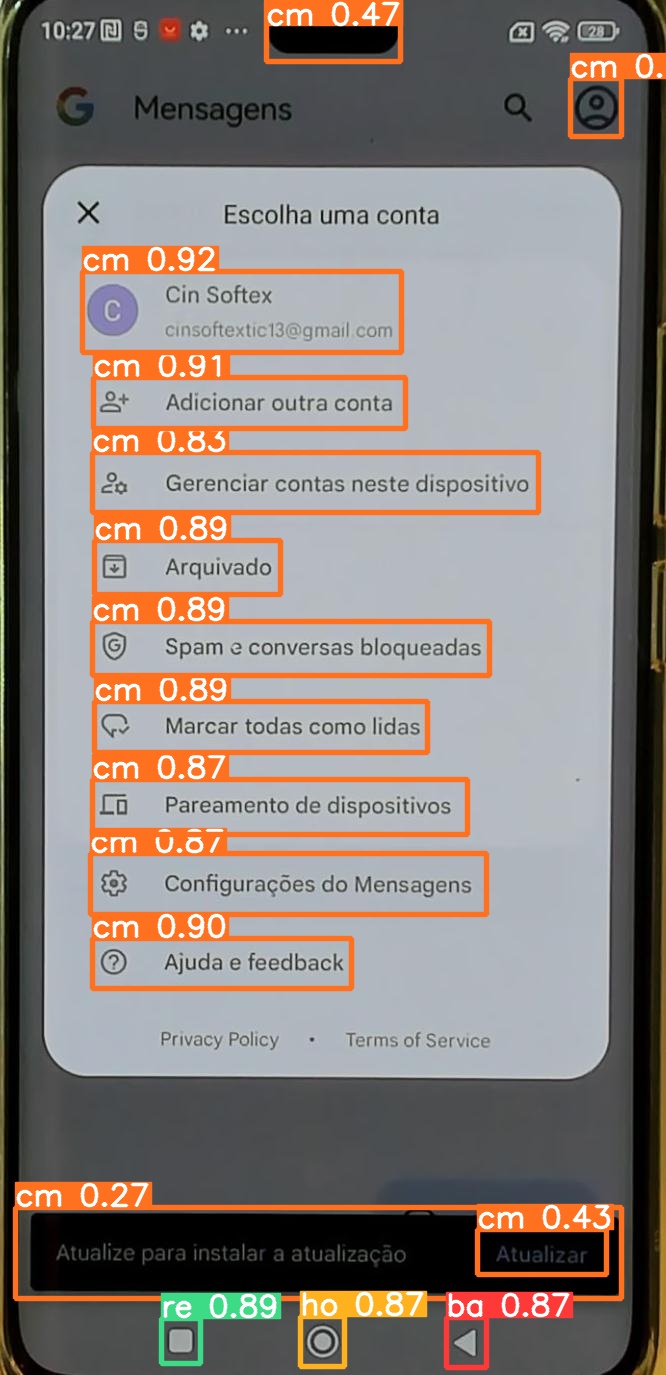 cm 0.47
10:27
28
cm 0.
Mensagens
Escolha uma conta
cm 0.92
C
Cin Softex
cinsoftextic13@gmail.com
cm 0.91
Adicionar outra conta
cm 0.83
Gerenciar contas neste dispositivo
cm 0.89
Arquivado
cm 0.89
Spam e conversas bloqueadas
cm 0.89
Marcar todas como lidas
cm 0.87
Pareamento de dispositivos
cm 0.87
Configurações do Mensagens
cm 0.90
Ajuda e feedback
Privacy Policy • Terms of Service
cm 0.27
cm 0.43
Atualize para instalar a atualização Atualizar
re 0.89 ho 0.87 ba 0.87